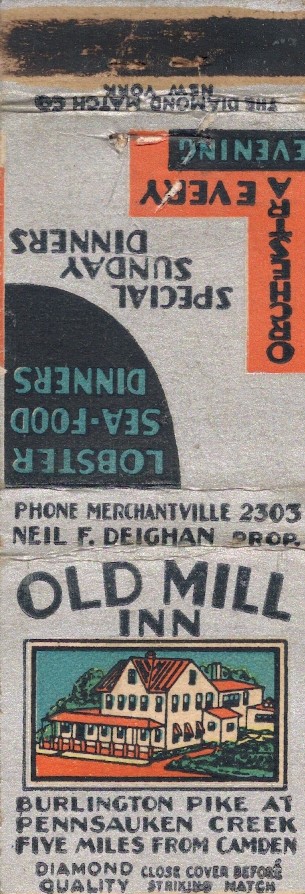 THE DIAMOND MATCH CO
NEW YORK
ORCHESTRA
EVERY
EVENING
SPECIAL
SUNDAY
DINNERS
LOBSTER
SEA-FOOD
DINNERS
PHONE MERCHANTVILLE 2303
NEIL F. DEIGHAN PROP.
OLD MILL
INN
BURLINGTON PIKE AT
PENNSAUKEN CREEK
FIVE MILES FROM CAMDEN
DIAMOND QUALITY
CLOSE COVER BEFORE STRIKING MATCH